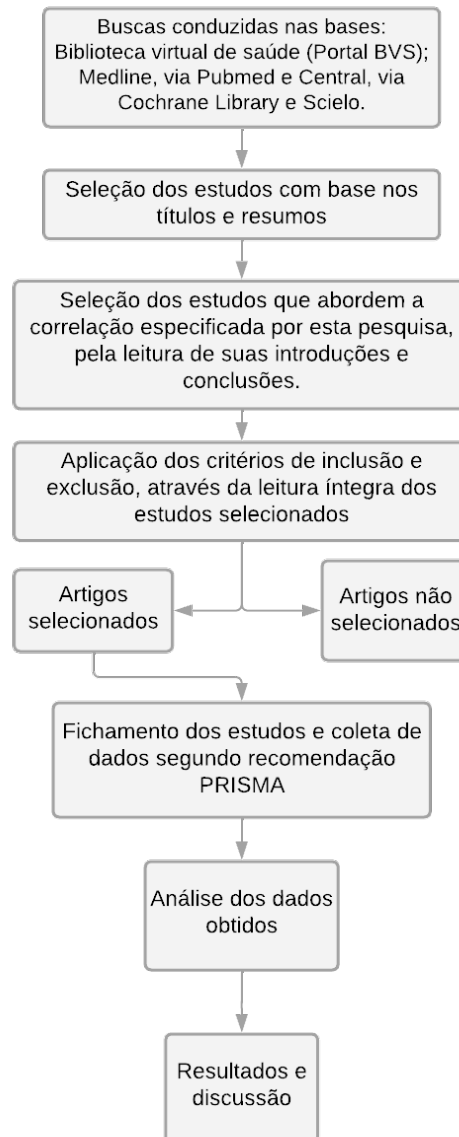 Buscas conduzidas nas bases:
Biblioteca virtual de saúde (Portal BVS);
Medline, via Pubmed e Central, via
Cochrane Library e Scielo.
Seleção dos estudos com base nos
títulos e resumos
Seleção dos estudos que abordem a
correlação especificada por esta pesquisa,
pela leitura de suas introduções e
conclusões.
Aplicação dos critérios de inclusão e
exclusão, através da leitura íntegra dos
estudos selecionados
Artigos
selecionados
Artigos não
selecionados
Fichamento dos estudos e coleta de
dados segundo recomendação
PRISMA
Análise dos dados
obtidos
Resultados e
discussão